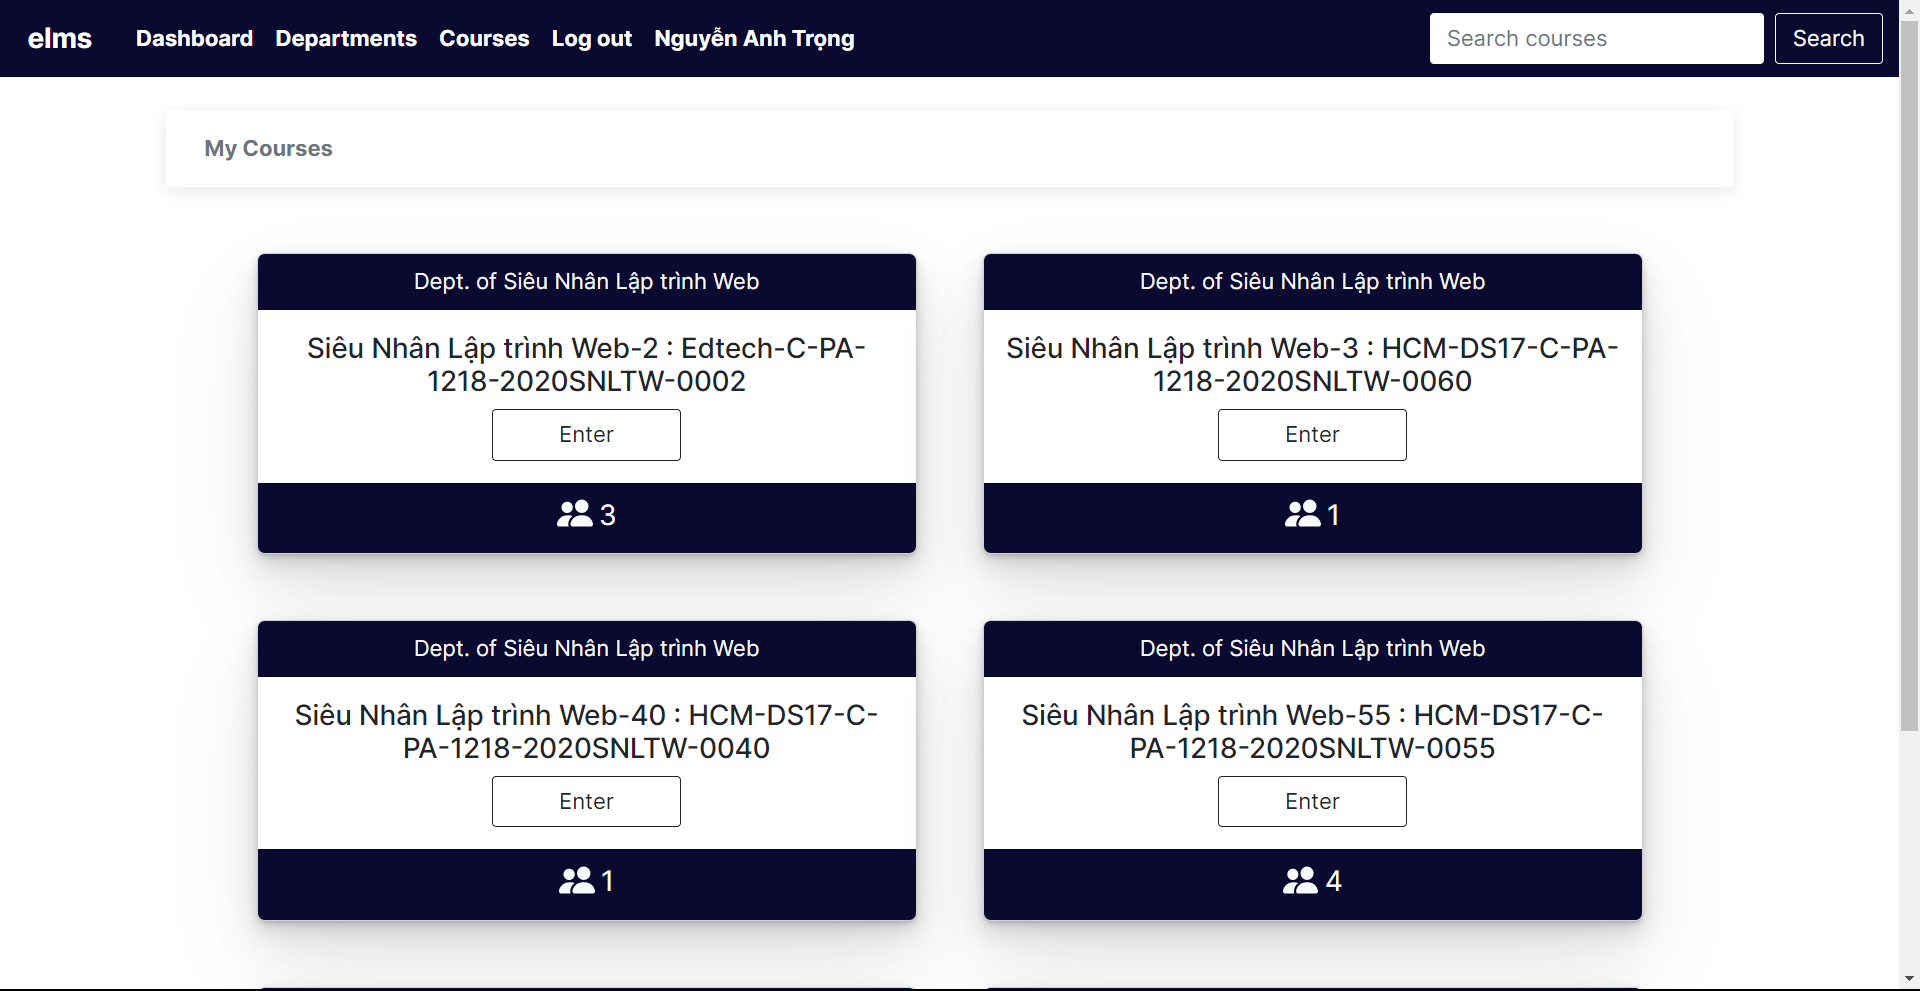 elms Dashboard Departments Courses Log out Nguyễn Anh Trọng Search courses Search
My Courses
Dept. of Siêu Nhân Lập trình Web
Siêu Nhân Lập trình Web-2 : Edtech-C-PA-
1218-2020SNLTW-0002
Enter
3
Dept. of Siêu Nhân Lập trình Web
Siêu Nhân Lập trình Web-3 : HCM-DS17-C-PA-
1218-2020SNLTW-0060
Enter
1
Dept. of Siêu Nhân Lập trình Web
Siêu Nhân Lập trình Web-40 : HCM-DS17-C-
PA-1218-2020SNLTW-0040
Enter
1
Dept. of Siêu Nhân Lập trình Web
Siêu Nhân Lập trình Web-55 : HCM-DS17-C-
PA-1218-2020SNLTW-0055
Enter
4